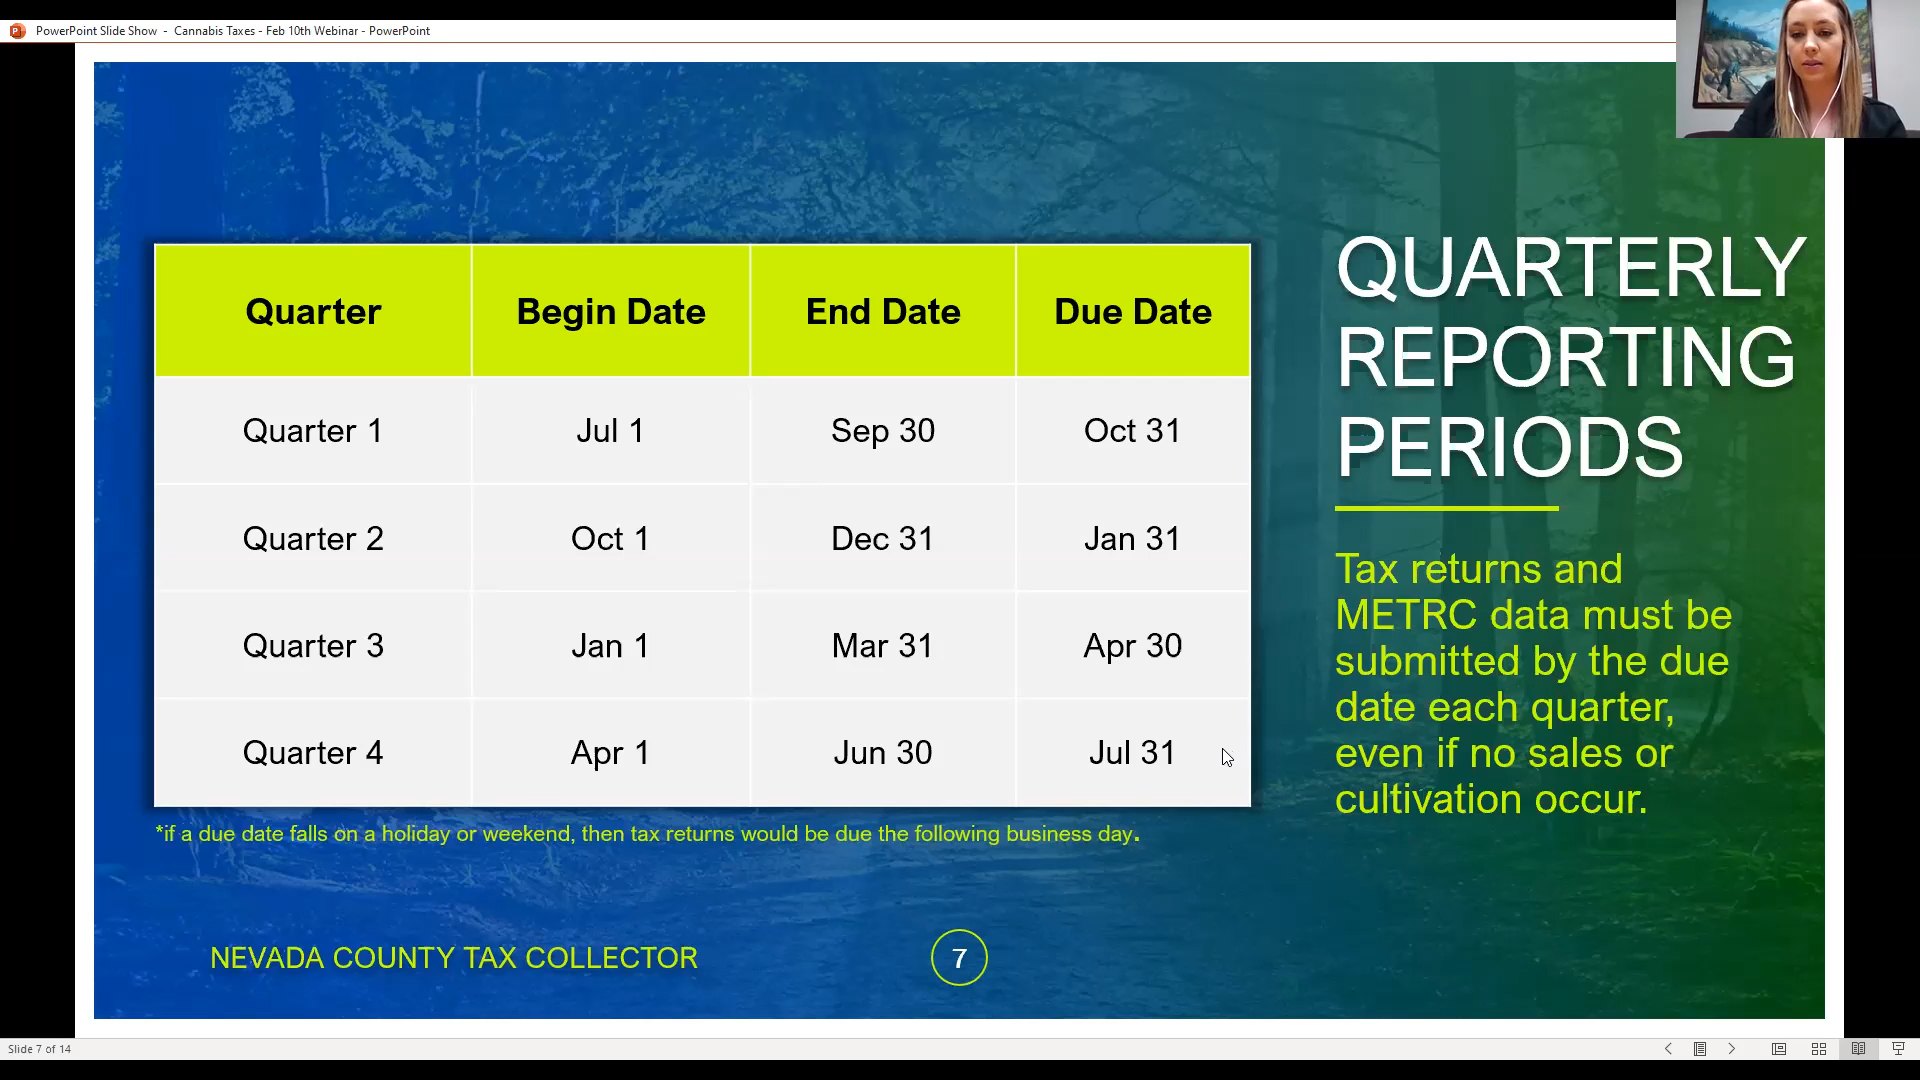 PowerPoint Slide Show - Cannabis Taxes - Feb 10th Webinar - PowerPoint
Quarter Begin Date End Date Due Date
Quarter 1 Jul 1 Sep 30 Oct 31
Quarter 2 Oct 1 Dec 31 Jan 31
Quarter 3 Jan 1 Mar 31 Apr 30
Quarter 4 Apr 1 Jun 30 Jul 31
*if a due date falls on a holiday or weekend, then tax returns would be due the following business day.
QUARTERLY
REPORTING
PERIODS
Tax returns and
METRC data must be
submitted by the due
date each quarter,
even if no sales or
cultivation occur.
NEVADA COUNTY TAX COLLECTOR
7
Slide 7 of 14